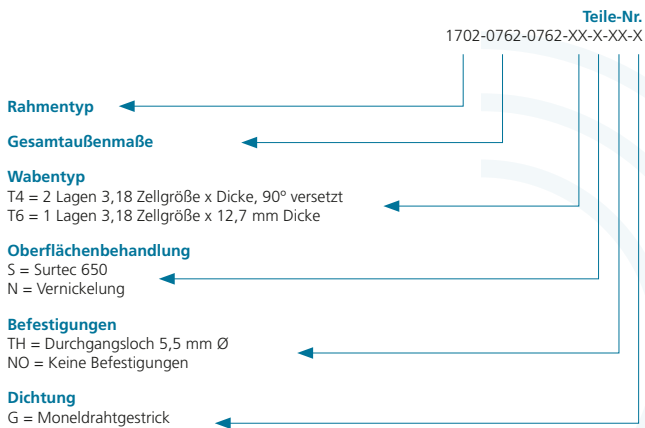 Teile-Nr.
1702-0762-0762-XX-X-XX-X
Rahmentyp
Gesamtaußenmaße
Wabentyp
T4 = 2 Lagen 3,18 Zellgröße x Dicke, 90º versetzt
T6 = 1 Lagen 3,18 Zellgröße x 12,7 mm Dicke
Oberflächenbehandlung
S = Surtec 650
N = Vernickelung
Befestigungen
TH = Durchgangsloch 5,5 mm Ø
NO = Keine Befestigungen
Dichtung
G = Moneldrahtgestrick